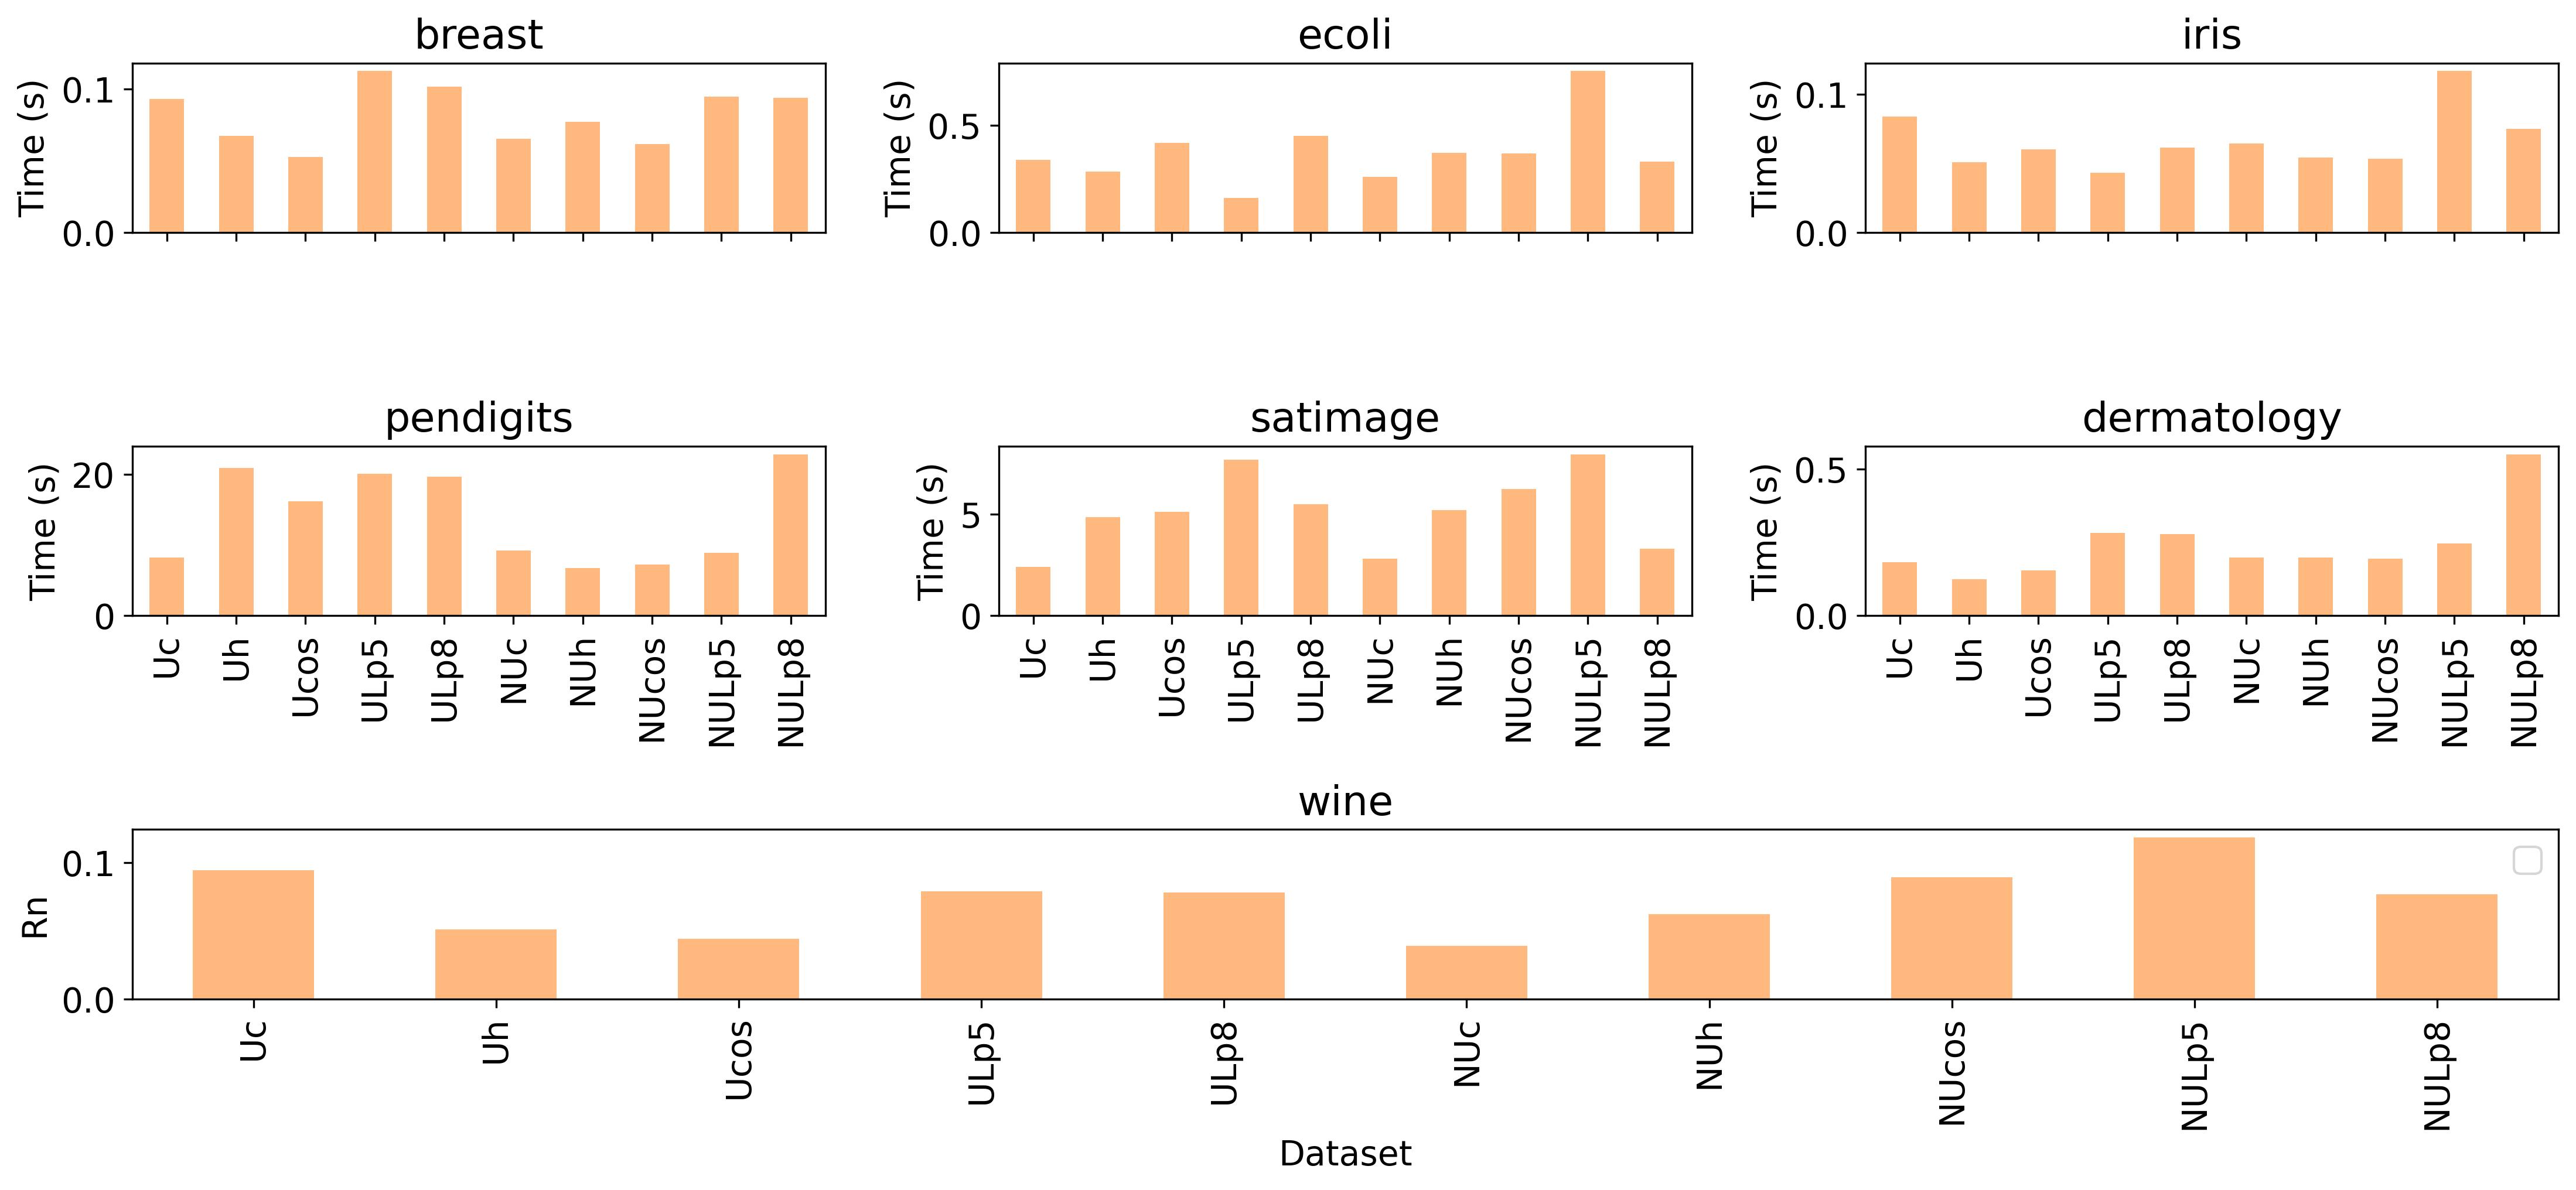 breast
Time (s)
0.1
0.0
ecoli
Time (s)
0.5
0.0
iris
Time (s)
0.1
0.0
pendigits
Time (s)
20
0
Uc
Uh
Ucos
ULp5
ULp8
NUc
NUh
NUcos
NULp5
NULp8
satimage
Time (s)
5
0
Uc
Uh
Ucos
ULp5
ULp8
NUc
NUh
NUcos
NULp5
NULp8
dermatology
Time (s)
0.5
0.0
Uc
Uh
Ucos
ULp5
ULp8
NUc
NUh
NUcos
NULp5
NULp8
wine
Rn
0.1
0.0
Uc
Uh
Ucos
ULp5
ULp8
NUc
NUh
NUcos
NULp5
NULp8
Dataset